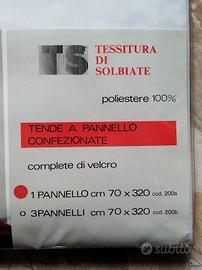 TS TESSITURA
DI
SOLBIATE
poliestere 100%
TENDE A PANNELLO
CONFEZIONATE
complete di velcro
1 PANNELLO cm 70 x 320 cod. 200a
o 3 PANNELLI cm 70 x 320 cod. 200b
subito